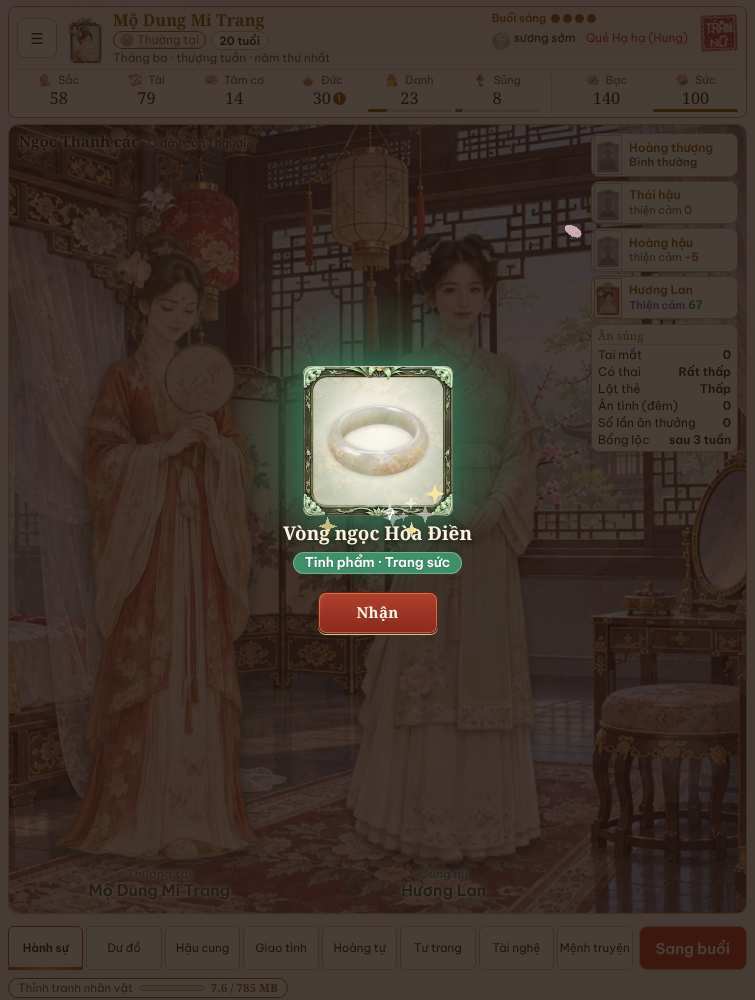 Mộ Dung Mi Trang
Thường tại
20 tuổi
Tháng ba · thượng tuần · năm thứ nhất
Buổi sáng
sương sớm
Quẻ Hạ hạ (Hung)
Sắc
58
Tài
79
Tâm cơ
14
Đức
30
Danh
23
Sủng
8
Bạc
140
Sức
100
Ngọc Thanh các
Hoàng thượng
Bình thường
Thái hậu
thiện cảm 0
Hoàng hậu
thiện cảm -5
Hương Lan
Thiện cảm 67
Ân sủng
Tai mắt 0
Có thai Rất thấp
Lật thẻ Thấp
Ân tình (đêm) 0
Số lần ân thưởng 0
Bổng lộc sau 3 tuần
Vòng ngọc Hòa Điền
Tinh phẩm · Trang sức
Nhận
Mộ Dung Mi Trang
Hương Lan
Hành sự
Dư đồ
Hậu cung
Giao tình
Hoàng tự
Tư trang
Tài nghệ
Mệnh truyện
Sang buổi
Thỉnh tranh nhân vật 7.6 / 785 MB